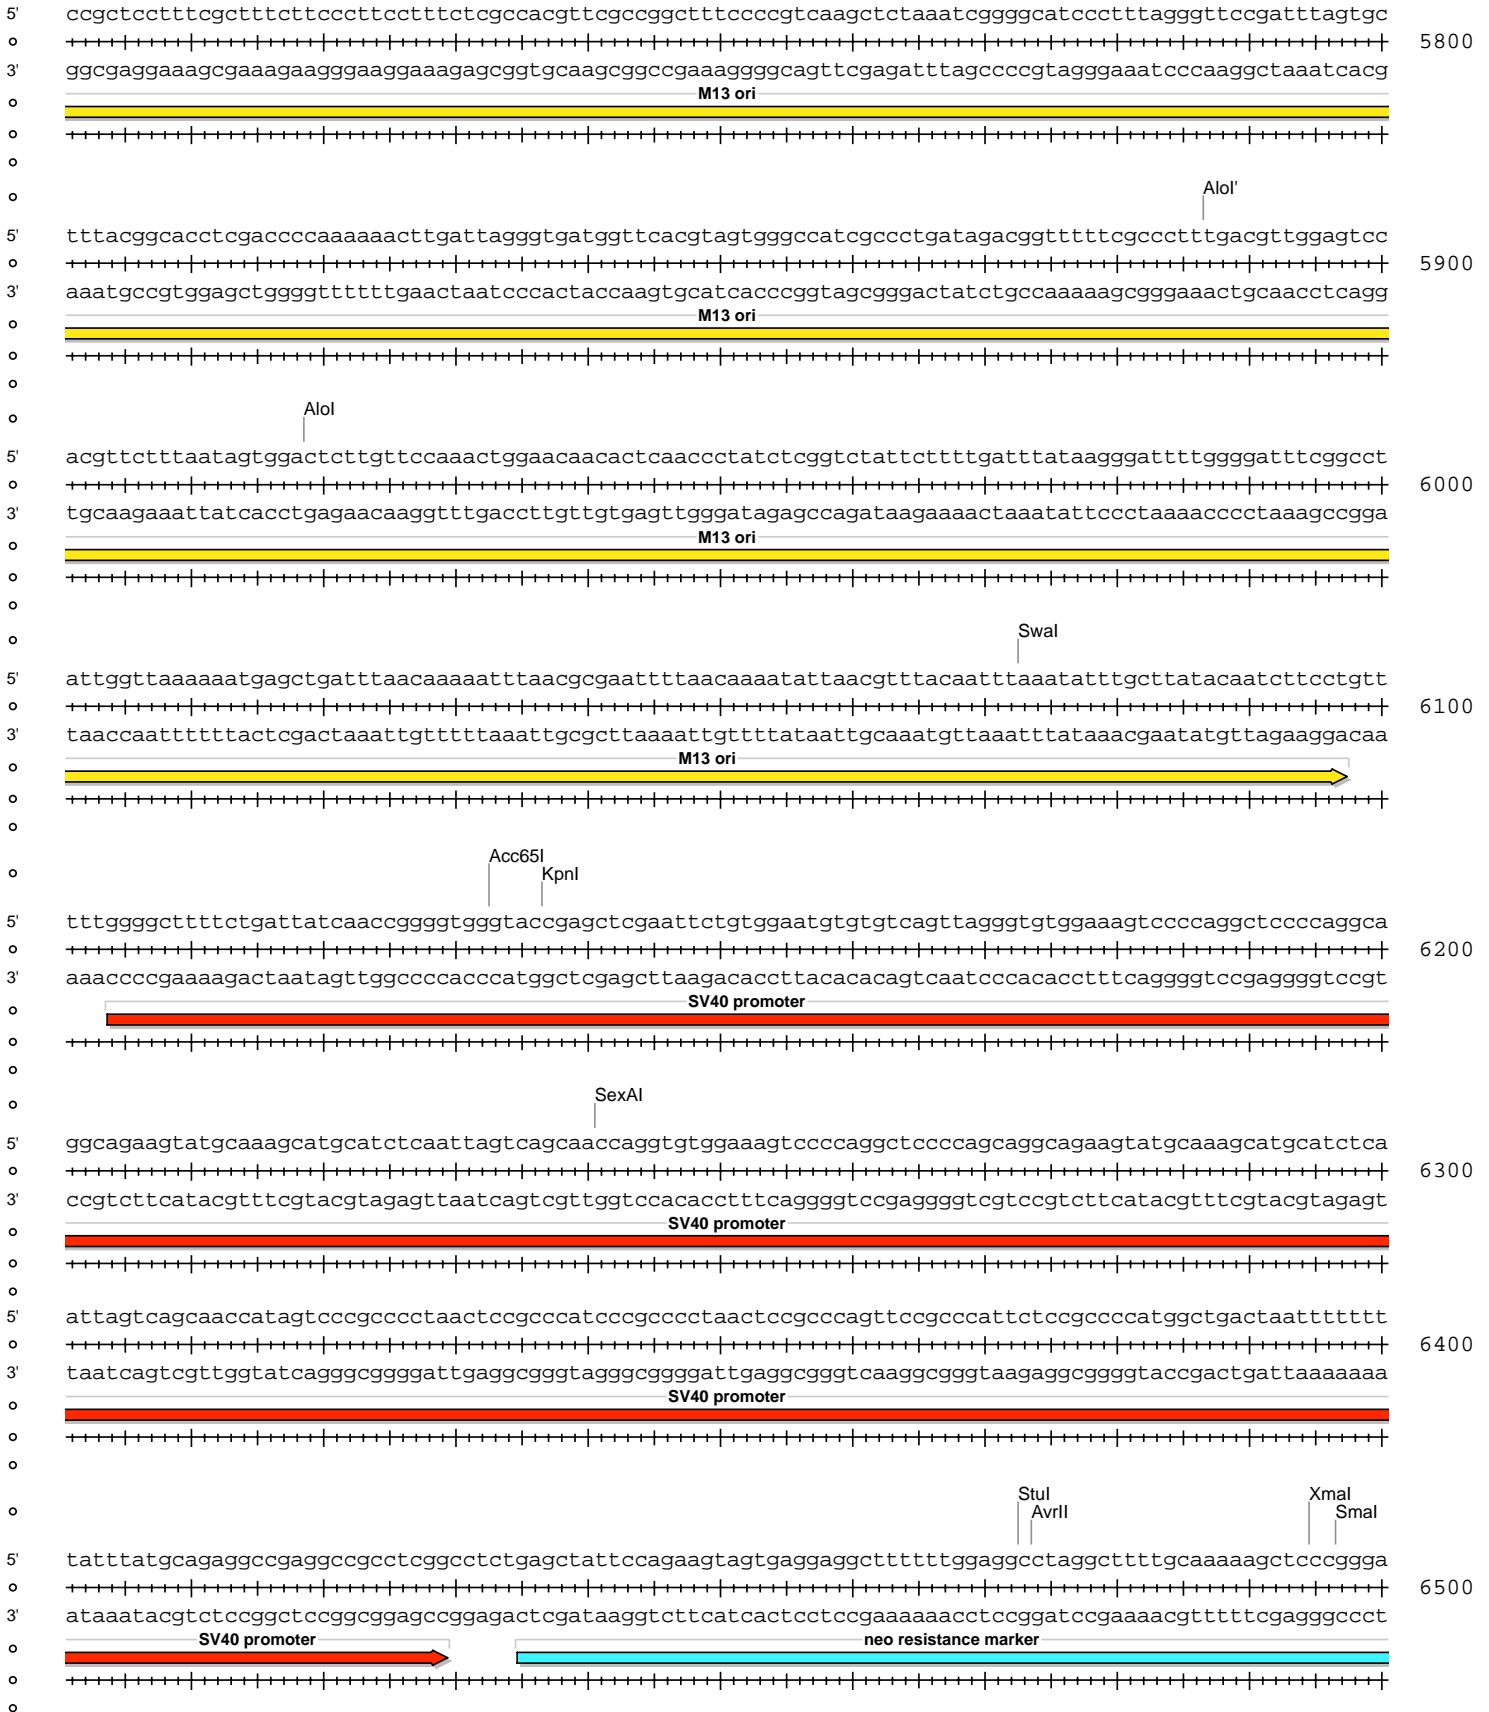 5' ccgctcctttcgctttcttcccttcctttctcgccacgttcgccggctttccccgtcaagctctaaatcggggcatccctttagggttccgatttagtgc
5800
3' ggcgaggaaagcgaaagaagggaaggaaagagcggtgcaagcggccgaaaggggcagttcgagatttagccccgtagggaaatcccaaggctaaatcacg
M13 ori
AloI'
5' tttacggcacctcgaccccaaaaaacttgattagggtgatggttcacgtagtgggccatcgccctgatagacggtttttcgccctttgacgttggagtcc
5900
3' aaatgccgtggagctggggttttttgaactaatcccactaccaagtgcatcacccggtagcgggactatctgccaaaaagcgggaaactgcaacctcagg
M13 ori
AloI
5' acgttctttaatagtggactcttgttccaaactggaacaacactcaaccctatctcggtctattcttttgatttataagggattttggggatttcggcct
6000
3' tgcaagaaattatcacctgagaacaaggtttgaccttgttgtgagttgggatagagccagataagaaaactaaatattccctaaaacccctaaagccgga
M13 ori
SwaI
5' attggttaaaaaatgagctgatttaacaaaaatttaacgcgaattttaacaaaatattaacgtttacaatttaaatatttgcttatacaatcttcctgtt
6100
3' taaccaattttttactcgactaaattgtttttaaattgcgcttaaaattgttttataattgcaaatgttaaatttataaacgaatatgttagaaggacaa
M13 ori
Acc65I
KpnI
5' tttggggcttttctgattatcaaccggggtgggtaccgagctcgaattctgtggaatgtgtgtcagttagggtgtggaaagtccccaggctccccaggca
6200
3' aaaccccgaaaagactaatagttggccccacccatggctcgagcttaagacaccttacacacagtcaatcccacacctttcaggggtccgaggggtccgt
SV40 promoter
SexAI
5' ggcagaagtatgcaaagcatgcatctcaattagtcagcaaccaggtgtggaaagtccccaggctccccagcaggcagaagtatgcaaagcatgcatctca
6300
3' ccgtcttcatacgtttcgtacgtagagttaatcagtcgttggtccacacctttcaggggtccgaggggtcgtccgtcttcatacgtttcgtacgtagagt
SV40 promoter
5' attagtcagcaaccatagtcccgcccctaactccgcccatcccgcccctaactccgcccagttccgcccattctccgccccatggctgactaatttttttt
6400
3' taatcagtcgttggtatcagggcggggattgaggcgggtagggcggggattgaggcgggtcaaggcgggtaagaggcggggtaccgactgattaaaaaaa
SV40 promoter
StuI
AvrII
XmaI
SmaI
5' tatttatgcagaggccgaggccgcctcggcctctgagctattccagaagtagtgaggaggcttttttggaggcctaggcttttgcaaaaagctcccggga
6500
3' ataaatacgtctccggctccggcggagccggagactcgataaggtcttcatcactcctccgaaaaaacctccggatccgaaaacgtttttcgagggccct
SV40 promoter
neo resistance marker